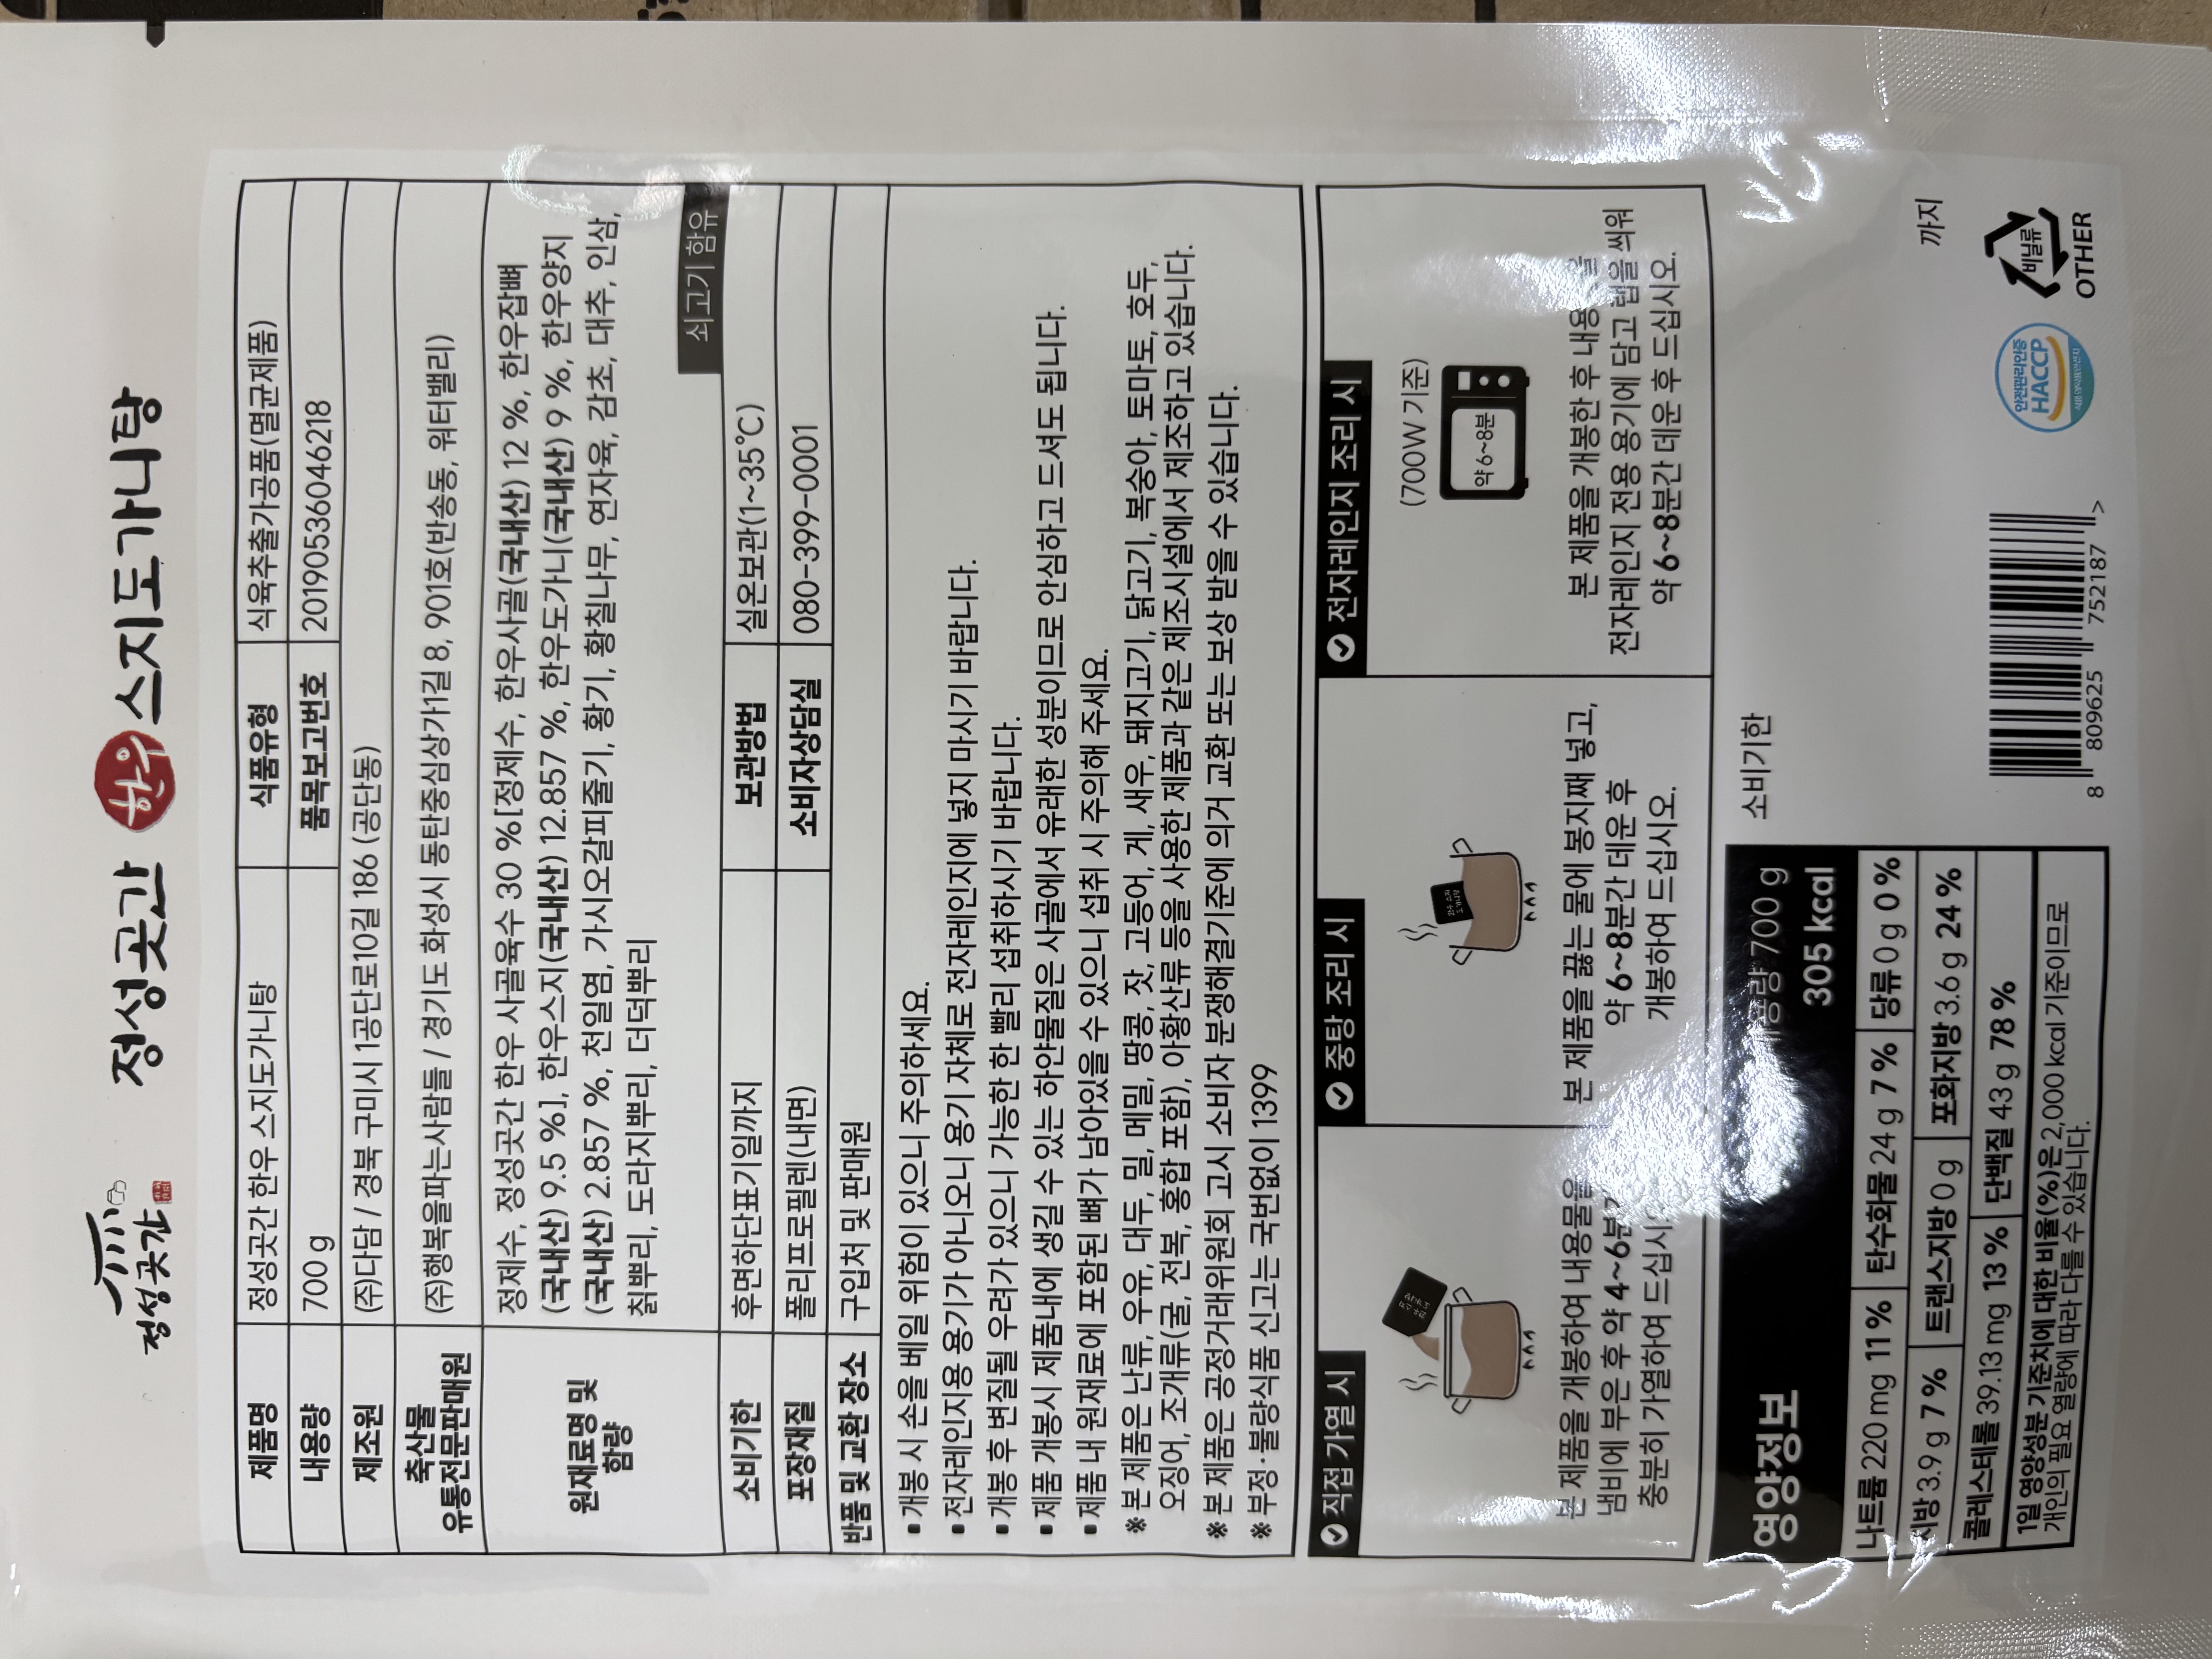 정성곳간
정성곳간 한우 스지도가니탕
제품명 정성곳간 한우 스지도가니탕 식품유형 식육추출가공품(멸균제품)
내용량 700 g 품목보고번호 20190536046218
제조원 (주)다담 / 경북 구미시 1공단로10길 186 (공단동)
축산물
유통전문판매원 (주)행복을파는사람들 / 경기도 화성시 동탄중심상가1길 8, 901호(반송동, 워터밸리)
원재료명 및
함량
정제수, 정성곳간 한우 사골육수 30 %[정제수, 한우사골(국내산) 12 %, 한우잡뼈
(국내산) 9.5 %], 한우스지(국내산) 12.857 %, 한우도가니(국내산) 9 %, 한우양지
(국내산) 2.857 %, 천일염, 가시오갈피줄기, 황기, 황칠나무, 연자육, 감초, 대추, 인삼,
칡뿌리, 도라지뿌리, 더덕뿌리
쇠고기 함유
소비기한 후면하단표기일까지 보관방법 실온보관(1~35℃)
포장재질 폴리프로필렌(내면) 소비자상담실 080-399-0001
반품 및 교환 장소 구입처 및 판매원
▪ 개봉 시 손을 베일 위험이 있으니 주의하세요.
▪ 전자레인지용 용기가 아니오니 용기 자체로 전자레인지에 넣지 마시기 바랍니다.
▪ 개봉 후 변질될 우려가 있으니 가능한 한 빨리 섭취하시기 바랍니다.
▪ 제품 개봉시 제품내에 생길 수 있는 하얀물질은 사골에서 유래한 성분이므로 안심하고 드셔도 됩니다.
▪ 제품 내 원재료에 포함된 뼈가 남아있을 수 있으니 섭취 시 주의해 주세요.
※ 본 제품은 난류, 우유, 대두, 밀, 메밀, 땅콩, 잣, 고등어, 게, 새우, 돼지고기, 닭고기, 복숭아, 토마토, 호두,
오징어, 조개류(굴, 전복, 홍합 포함), 아황산류 등을 사용한 제품과 같은 제조시설에서 제조하고 있습니다.
※ 본 제품은 공정거래위원회 고시 소비자 분쟁해결기준에 의거 교환 또는 보상 받을 수 있습니다.
※ 부정·불량식품 신고는 국번없이 1399
직접 가열 시
본 제품을 개봉하여 내용물을
냄비에 부은 후 약 4~6분간
충분히 가열하여 드십시오.
중탕 조리 시
본 제품을 끓는 물에 봉지째 넣고,
약 6~8분간 데운 후
개봉하여 드십시오.
전자레인지 조리 시
(700W 기준)
약 6~8분
본 제품을 개봉한 후 내용물을
전자레인지 전용 용기에 담고 랩을 씌워
약 6~8분간 데운 후 드십시오.
영양정보
내용량 700 g
305 kcal
나트륨 220 mg 11 % 탄수화물 24 g 7 % 당류 0 g 0 %
지방 3.9 g 7 % 트랜스지방 0 g 포화지방 3.6 g 24 %
콜레스테롤 39.13 mg 13 % 단백질 43 g 78 %
1일 영양성분 기준치에 대한 비율(%)은 2,000 kcal 기준이므로
개인의 필요 열량에 따라 다를 수 있습니다.
소비기한
까지
8 809625 752187 >
안전관리인증
HACCP
비닐류
OTHER